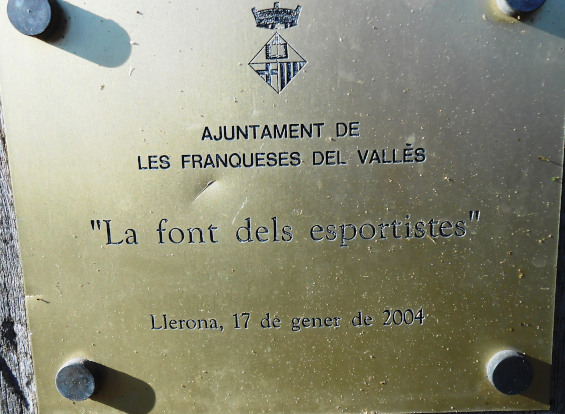 AJUNTAMENT DE
LES FRANQUESES DEL VALLÈS
"La font dels esportistes"
Llerona, 17 de gener de 2004